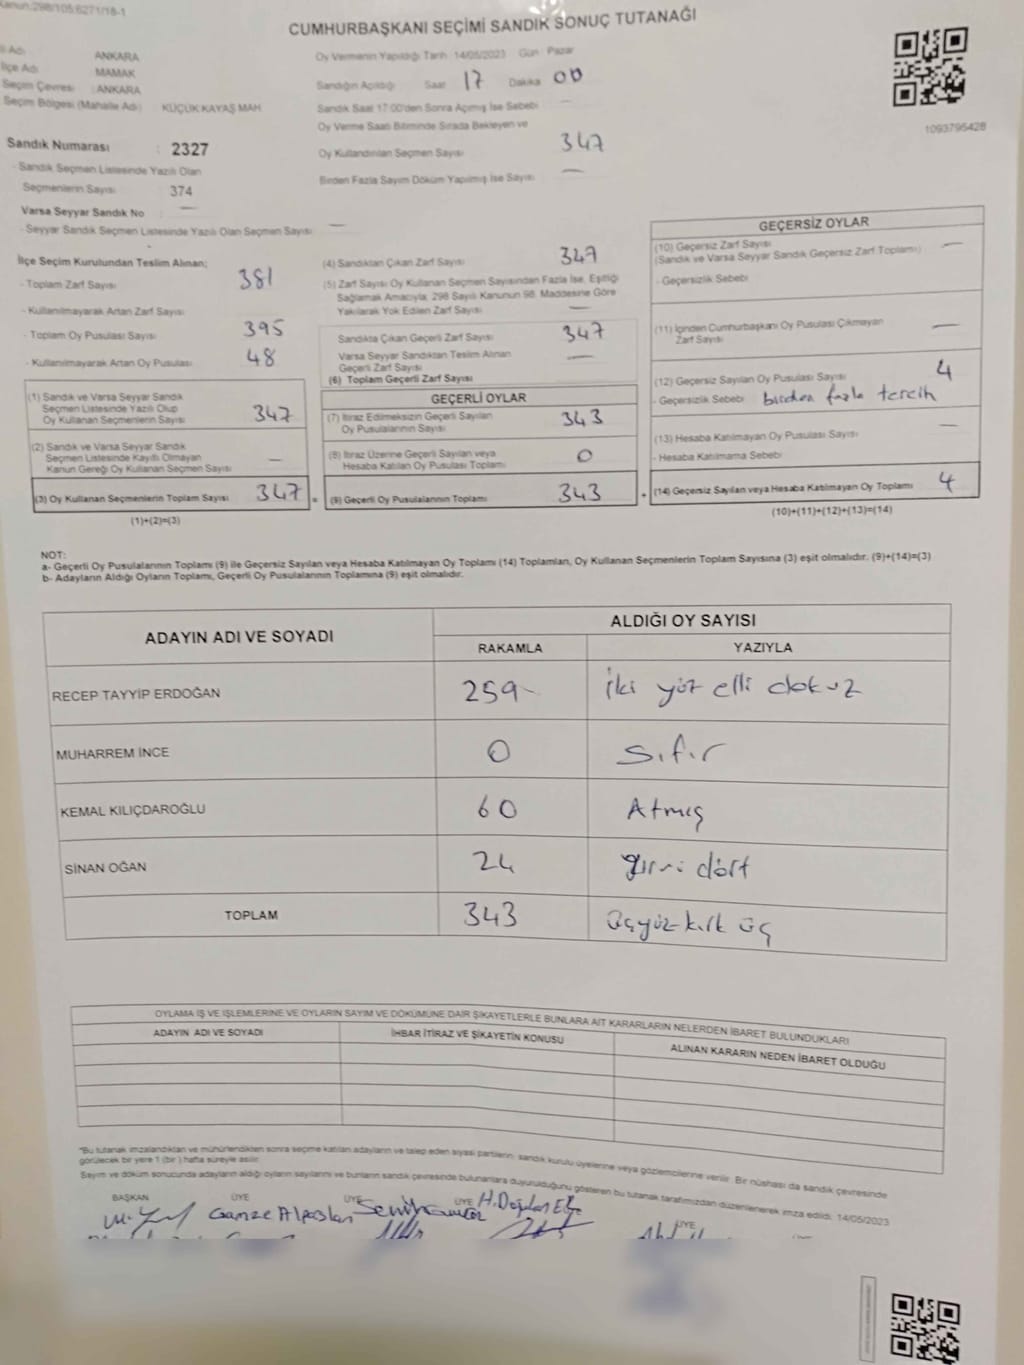 Kanun:298/105;6271/18-1
CUMHURBAŞKANI SEÇİMİ SANDIK SONUÇ TUTANAĞI
İl Adı ANKARA
İlçe Adı MAMAK
Seçim Çevresi : ANKARA
Seçim Bölgesi (Mahalle Adı) KÜÇÜK KAYAŞ MAH
Oy Vermenin Yapıldığı Tarih 14/05/2023 Gün Pazar
Sandığın Açıldığı Saat 17 Dakika 00
Sandık Saat 17.00'den Sonra Açımış İse Sebebi —
Oy Verme Saati Bitiminde Sırada Bekleyen ve
Oy Kullandırılan Seçmen Sayısı 347
Birden Fazla Sayım Döküm Yapılmış İse Sayısı —
1093795428
Sandık Numarası : 2327
- Sandık Seçmen Listesinde Yazılı Olan
Seçmenlerin Sayısı 374
Varsa Seyyar Sandık No —
- Seyyar Sandık Seçmen Listesinde Yazılı Olan Seçmen Sayısı —
İlçe Seçim Kurulundan Teslim Alınan;
- Toplam Zarf Sayısı 381
- Kullanılmayarak Artan Zarf Sayısı
- Toplam Oy Pusulası Sayısı 395
- Kullanılmayarak Artan Oy Pusulası 48
(1) Sandık ve Varsa Seyyar Sandık
Seçmen Listesinde Yazılı Olup
Oy Kullanan Seçmenlerin Sayısı 347
(2) Sandık ve Varsa Seyyar Sandık
Seçmen Listesinde Kayıtlı Olmayan
Kanun Gereği Oy Kullanan Seçmen Sayısı —
(3) Oy Kullanan Seçmenlerin Toplam Sayısı 347 =
(1)+(2)=(3)
(4) Sandıktan Çıkan Zarf Sayısı 347
(5) Zarf Sayısı Oy Kullanan Seçmen Sayısından Fazla İse, Eşitliği
Sağlamak Amacıyla, 298 Sayılı Kanunun 98. Maddesine Göre
Yakılarak Yok Edilen Zarf Sayısı —
Sandıkta Çıkan Geçerli Zarf Sayısı 347
Varsa Seyyar Sandıktan Teslim Alınan
Geçerli Zarf Sayısı —
(6) Toplam Geçerli Zarf Sayısı
GEÇERLİ OYLAR
(7) İtiraz Edilmeksizin Geçerli Sayılan
Oy Pusulalarının Sayısı 343
(8) İtiraz Üzerine Geçerli Sayılan veya
Hesaba Katılan Oy Pusulası Toplamı 0
(9) Geçerli Oy Pusulalarının Toplamı 343 +
GEÇERSİZ OYLAR
(10) Geçersiz Zarf Sayısı
(Sandık ve Varsa Seyyar Sandık Geçersiz Zarf Toplamı) —
- Geçersizlik Sebebi
(11) İçinden Cumhurbaşkanı Oy Pusulası Çıkmayan
Zarf Sayısı —
(12) Geçersiz Sayılan Oy Pusulası Sayısı 4
- Geçersizlik Sebebi birden fazla tercih
(13) Hesaba Katılmayan Oy Pusulası Sayısı —
- Hesaba Katılmama Sebebi
(14) Geçersiz Sayılan veya Hesaba Katılmayan Oy Toplamı 4
(10)+(11)+(12)+(13)=(14)
NOT:
a- Geçerli Oy Pusulalarının Toplamı (9) ile Geçersiz Sayılan veya Hesaba Katılmayan Oy Toplamı (14) Toplamları, Oy Kullanan Seçmenlerin Toplam Sayısına (3) eşit olmalıdır. (9)+(14)=(3)
b- Adayların Aldığı Oyların Toplamı, Geçerli Oy Pusulalarının Toplamına (9) eşit olmalıdır.
ADAYIN ADI VE SOYADI ALDIĞI OY SAYISI
RAKAMLA YAZIYLA
RECEP TAYYİP ERDOĞAN 259 iki yüz elli dokuz
MUHARREM İNCE 0 Sıfır
KEMAL KILIÇDAROĞLU 60 Atmış
SİNAN OĞAN 24 Yirmi dört
TOPLAM 343 üçyüz kırk üç
OYLAMA İŞ VE İŞLEMLERİNE VE OYLARIN SAYIM VE DÖKÜMÜNE DAİR ŞİKAYETLERLE BUNLARA AİT KARARLARIN NELERDEN İBARET BULUNDUKLARI
ADAYIN ADI VE SOYADI İHBAR İTİRAZ VE ŞİKAYETİN KONUSU ALINAN KARARIN NEDEN İBARET OLDUĞU
*Bu tutanak imzalandıktan ve mühürlendikten sonra seçime katılan adayların ve talep eden siyasi partilerin; sandık kurulu üyelerine veya gözlemcilerine verilir. Bir nüshası da sandık çevresinde
görülecek bir yere 1 (bir ) hafta süreyle asılır.
Sayım ve döküm sonucunda adayların aldığı oyların sayılarını ve bunların sandık çevresinde bulunanlara duyurulduğunu gösteren bu tutanak tarafımızdan düzenlenerek imza edildi. 14/05/2023
BAŞKAN ÜYE ÜYE ÜYE ÜYE
Gamze Alpaslan H. Doğdan